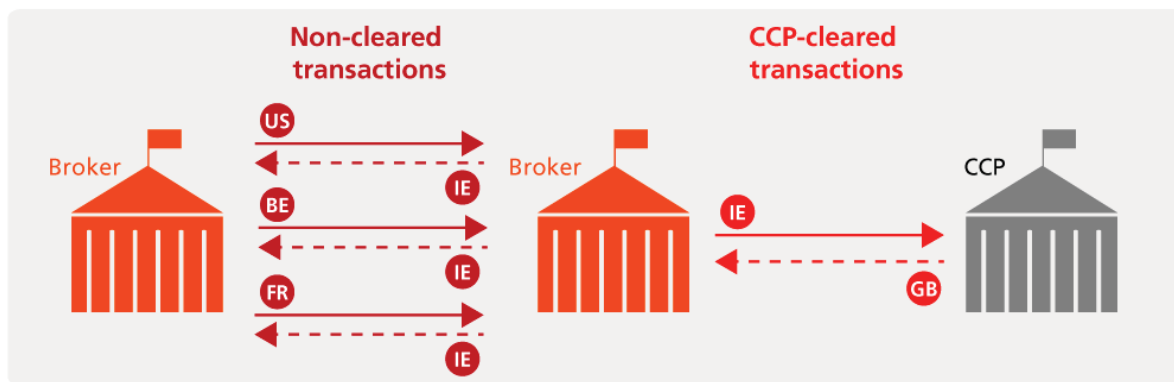 Non-cleared
transactions
CCP-cleared
transactions
US
Broker
Broker
CCP
IE
BE
IE
IE
FR
GB
IE